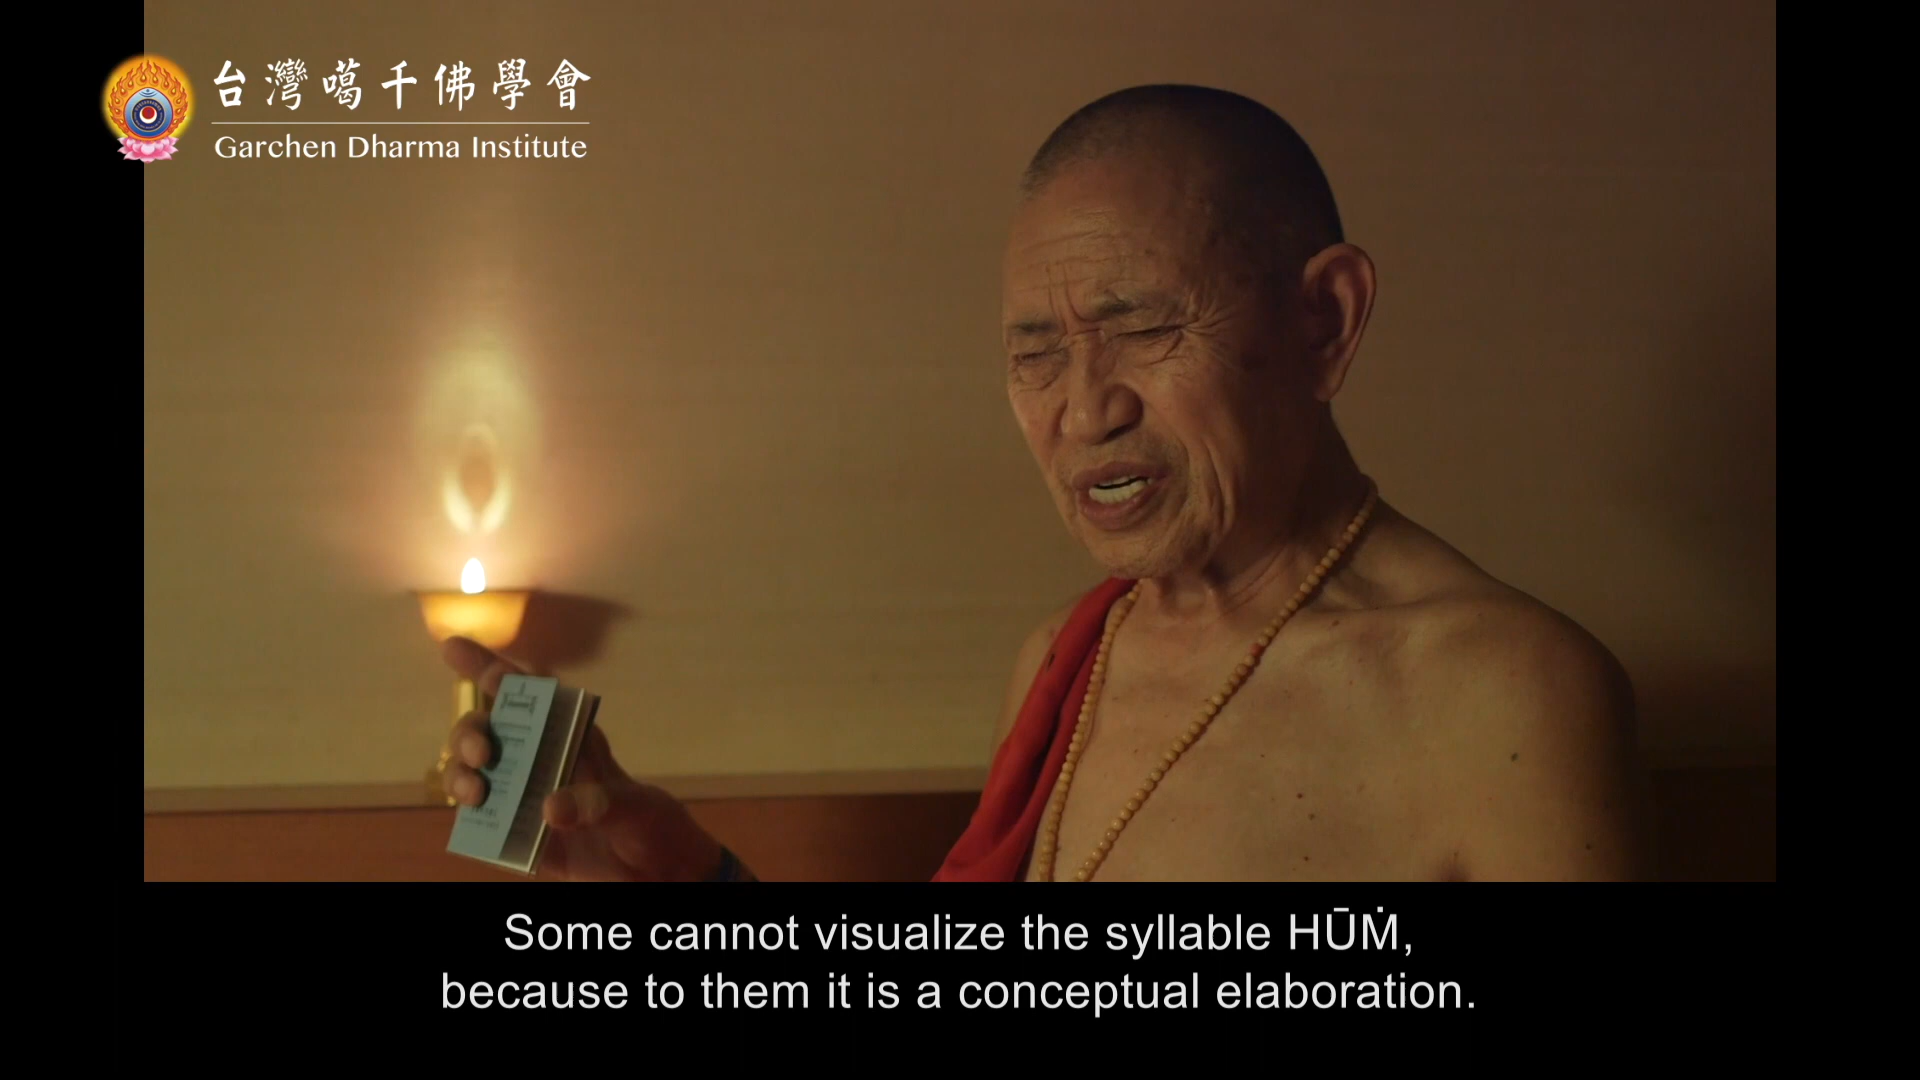 台灣噶千佛學會
Garchen Dharma Institute
Some cannot visualize the syllable HŪṀ,
because to them it is a conceptual elaboration.